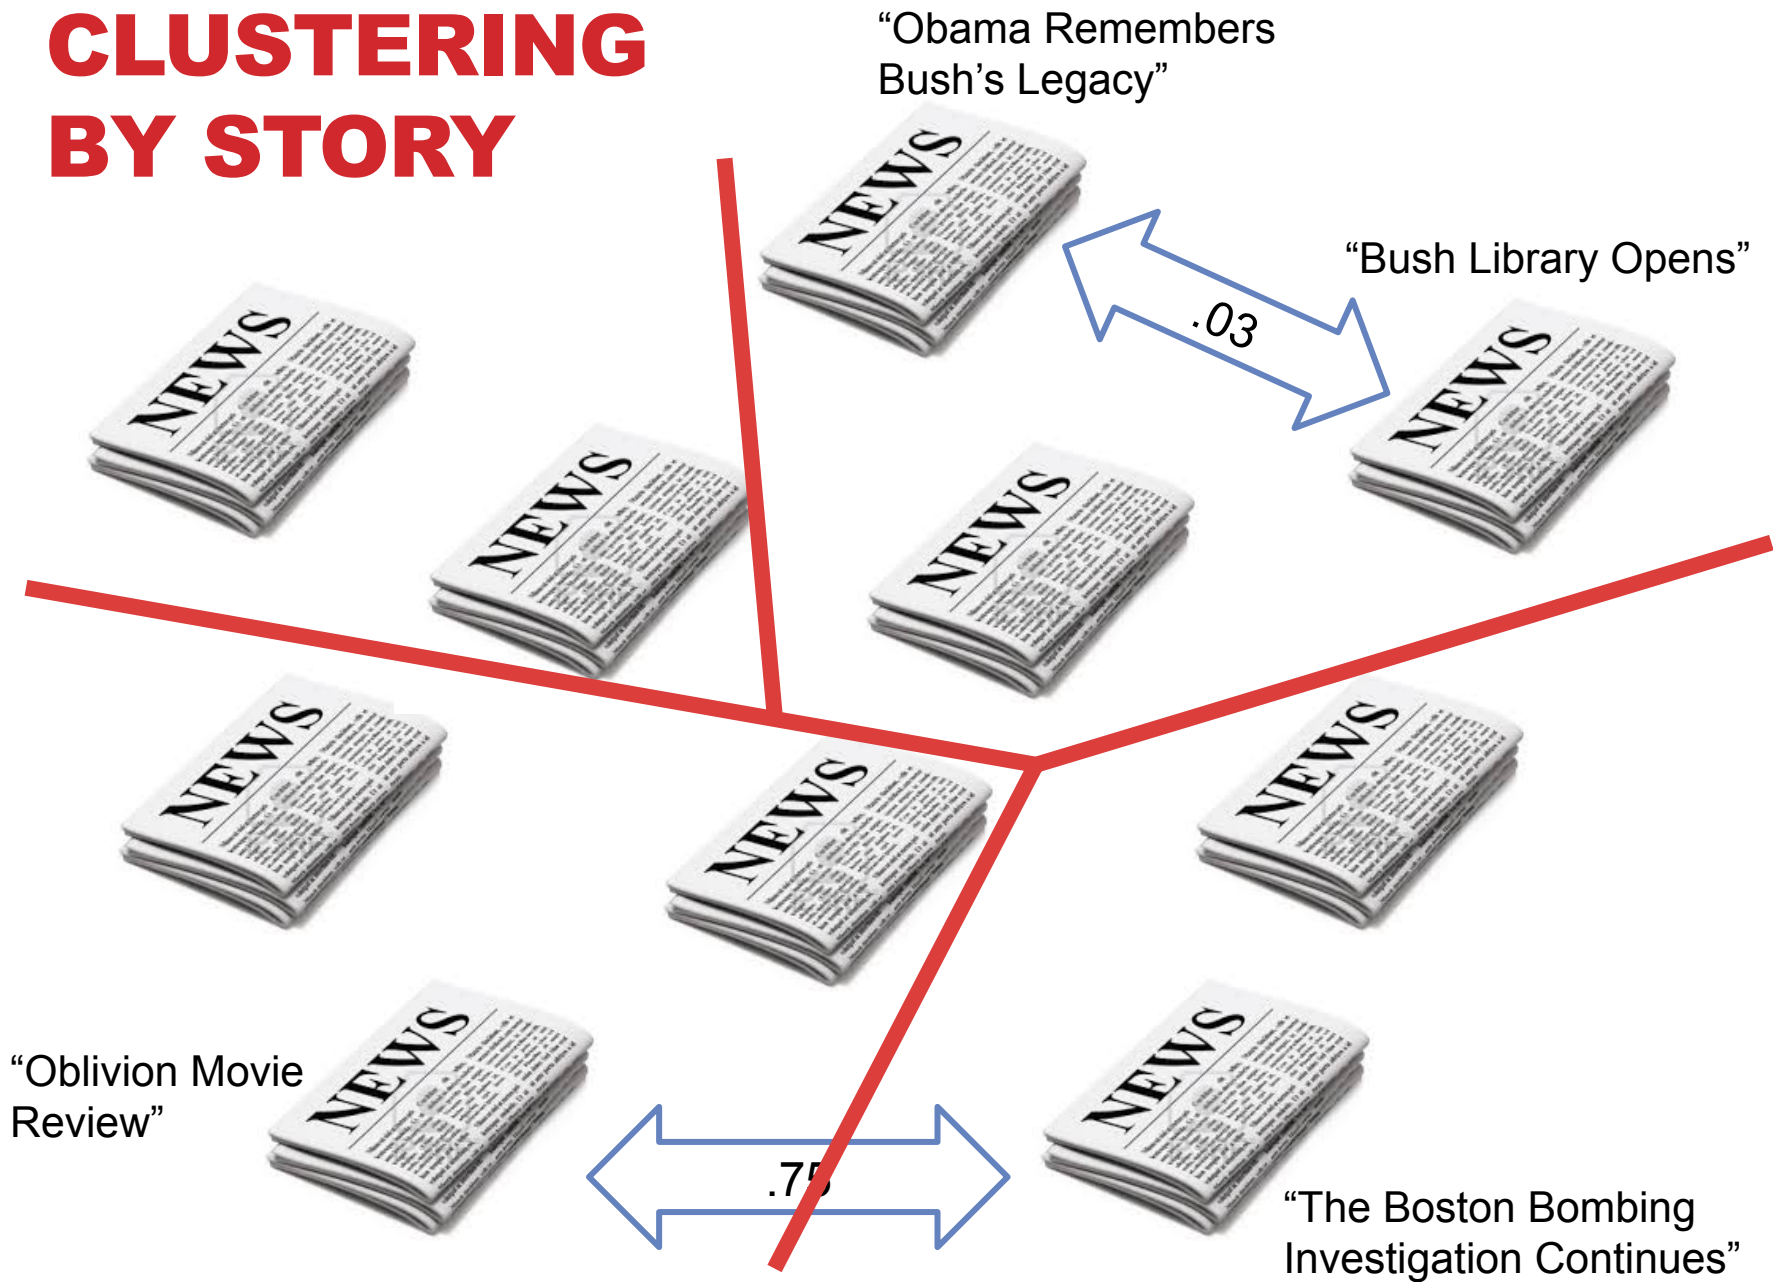 CLUSTERING
BY STORY
“Obama Remembers
Bush’s Legacy”
NEWS
“Bush Library Opens”
.03
NEWS
NEWS
NEWS
NEWS
NEWS
NEWS
NEWS
“Oblivion Movie
Review”
NEWS
.75
NEWS
“The Boston Bombing
Investigation Continues”